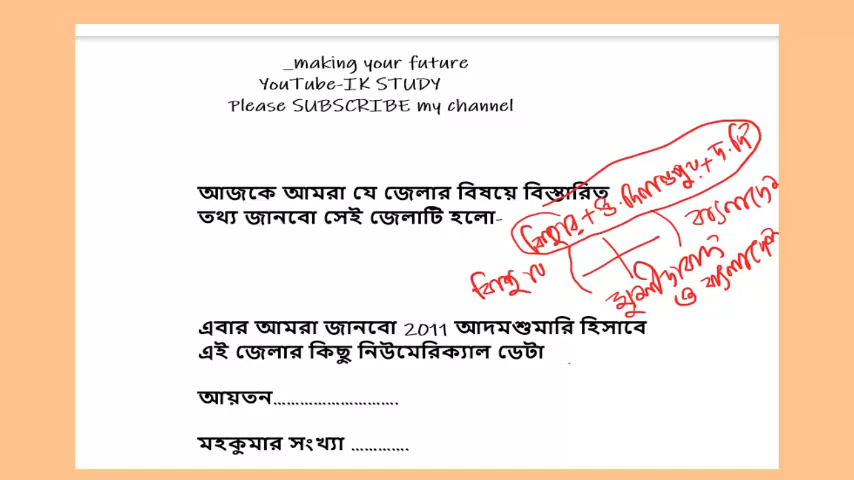 _making your future
YouTube-IK STUDY
Please SUBSCRIBE my channel
আজকে আমরা যে জেলার বিষয়ে বিস্তারিত
তথ্য জানবো সেই জেলাটি হলো-
বিহার + উ. দিনাজপুর + দ. দি
বাংলাদেশ
বিহার
মুর্শীদাবাদ
ও বাংলাদেশ
এবার আমরা জানবো 2011 আদমশুমারি হিসাবে
এই জেলার কিছু নিউমেরিক্যাল ডেটা
আয়তন...........................
মহকুমার সংখ্যা .............